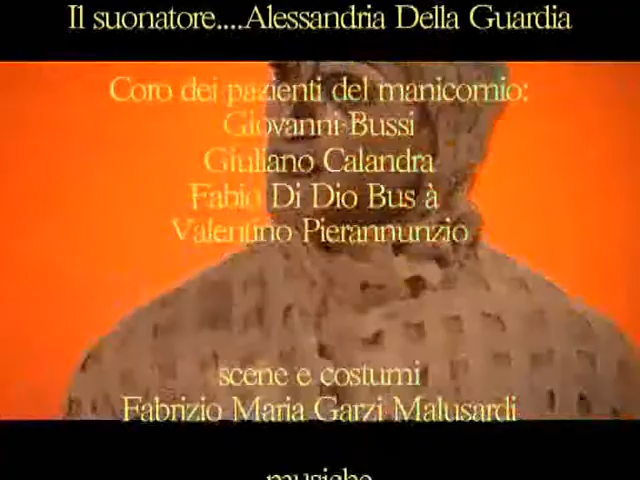 Il suonatore....Alessandria Della Guardia
Coro dei pazienti del manicomio:
Giovanni Bussi
Giuliano Calandra
Fabio Di Dio Bus à
Valentino Pierannunzio
scene e costumi
Fabrizio Maria Garzi Malusardi
musiche